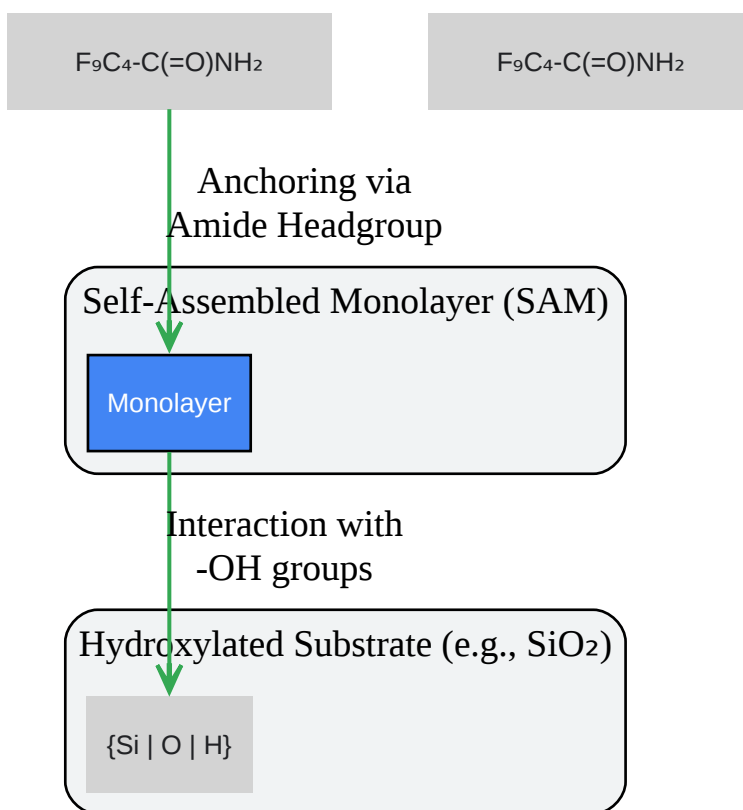 F₉C₄-C(=O)NH₂
F₉C₄-C(=O)NH₂
Anchoring via
Amide Headgroup
Self-Assembled Monolayer (SAM)
Monolayer
Interaction with
-OH groups
Hydroxylated Substrate (e.g., SiO₂)
{Si | O | H}